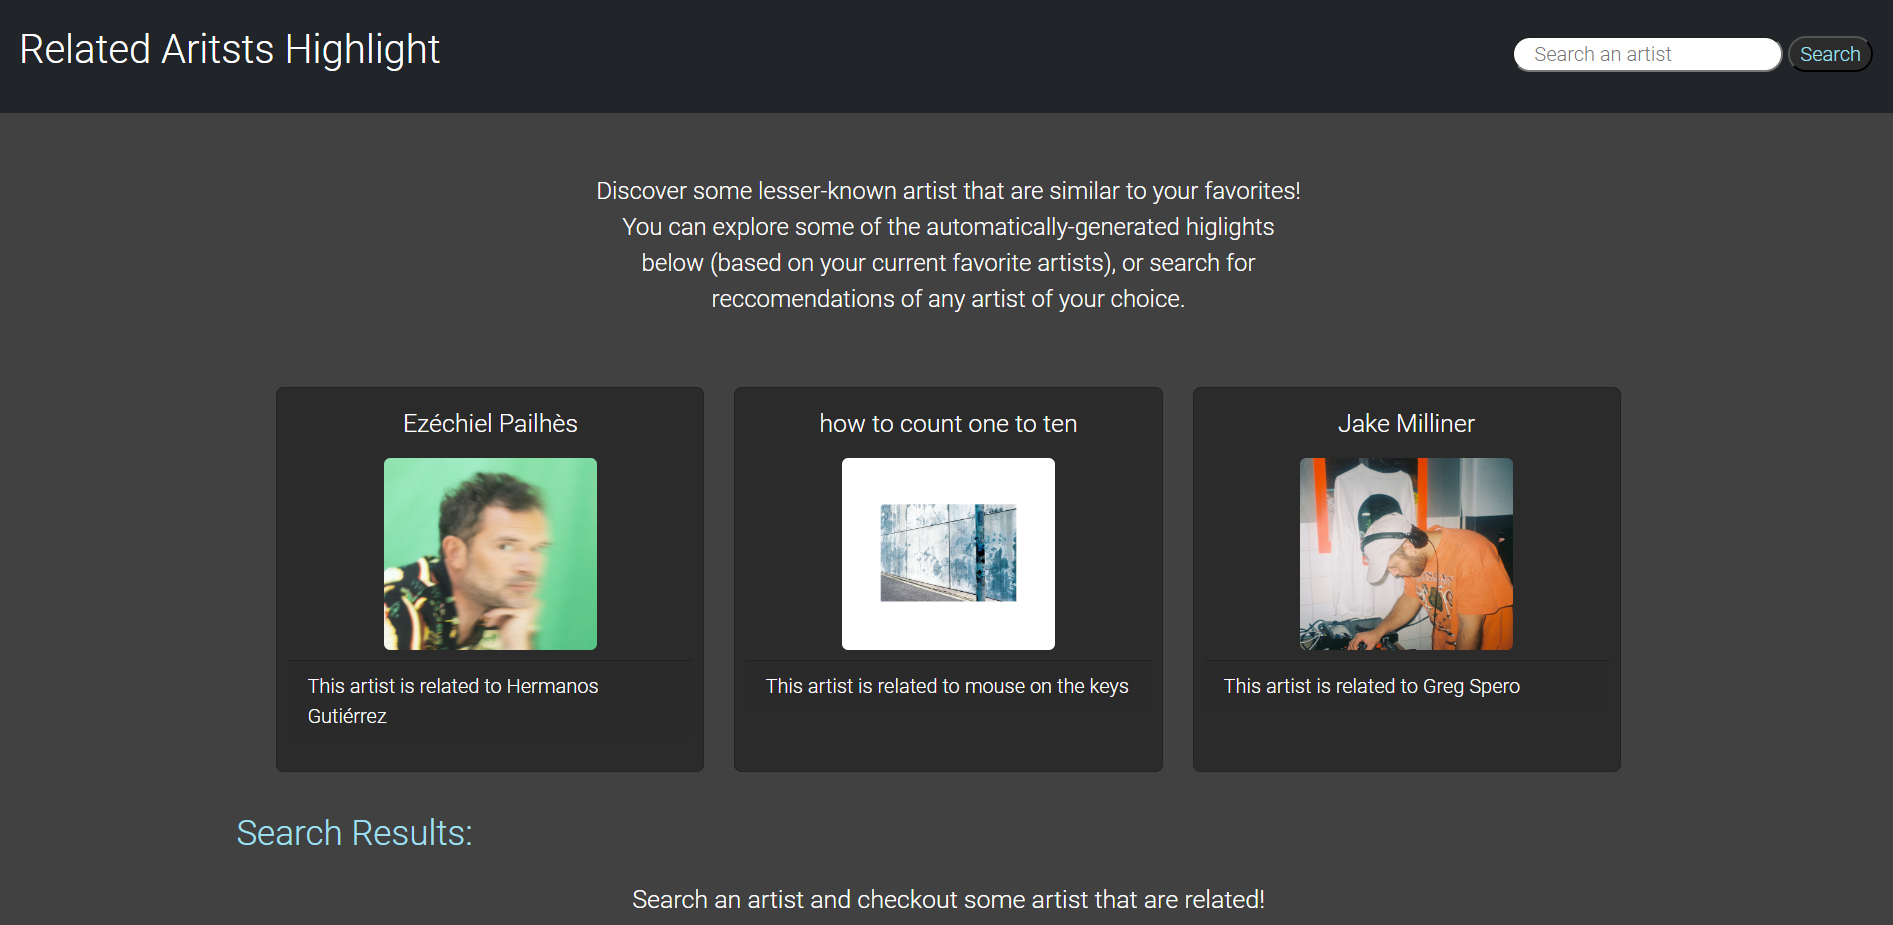 Related Aritsts Highlight
Search an artist
Search
Discover some lesser-known artist that are similar to your favorites!
You can explore some of the automatically-generated higlights
below (based on your current favorite artists), or search for
reccomendations of any artist of your choice.
Ezéchiel Pailhès
how to count one to ten
Jake Milliner
This artist is related to Hermanos
Gutiérrez
This artist is related to mouse on the keys
This artist is related to Greg Spero
Search Results:
Search an artist and checkout some artist that are related!